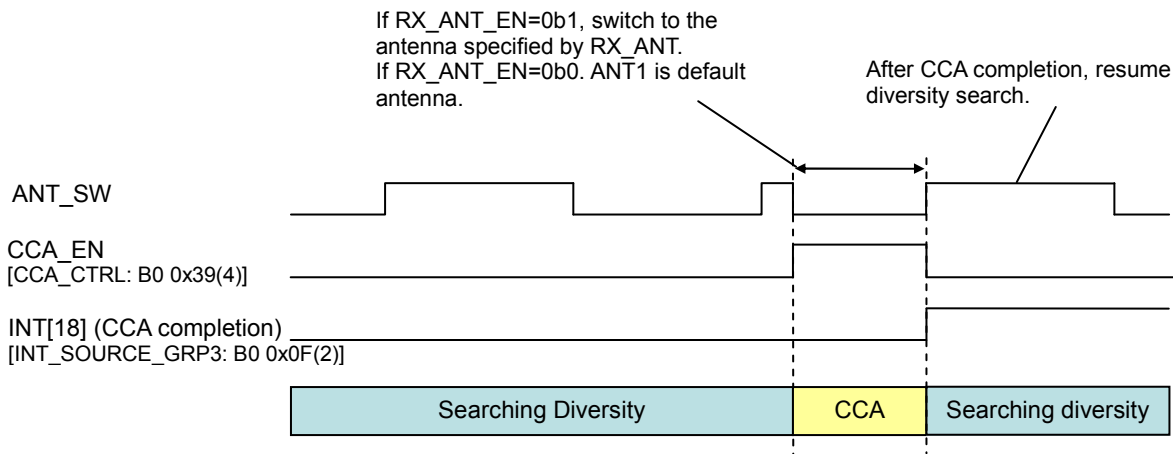 If RX_ANT_EN=0b1, switch to the
antenna specified by RX_ANT.
If RX_ANT_EN=0b0. ANT1 is default
antenna.
After CCA completion, resume
diversity search.
ANT_SW
CCA_EN
[CCA_CTRL: B0 0x39(4)]
INT[18] (CCA completion)
[INT_SOURCE_GRP3: B0 0x0F(2)]
Searching Diversity
CCA
Searching diversity